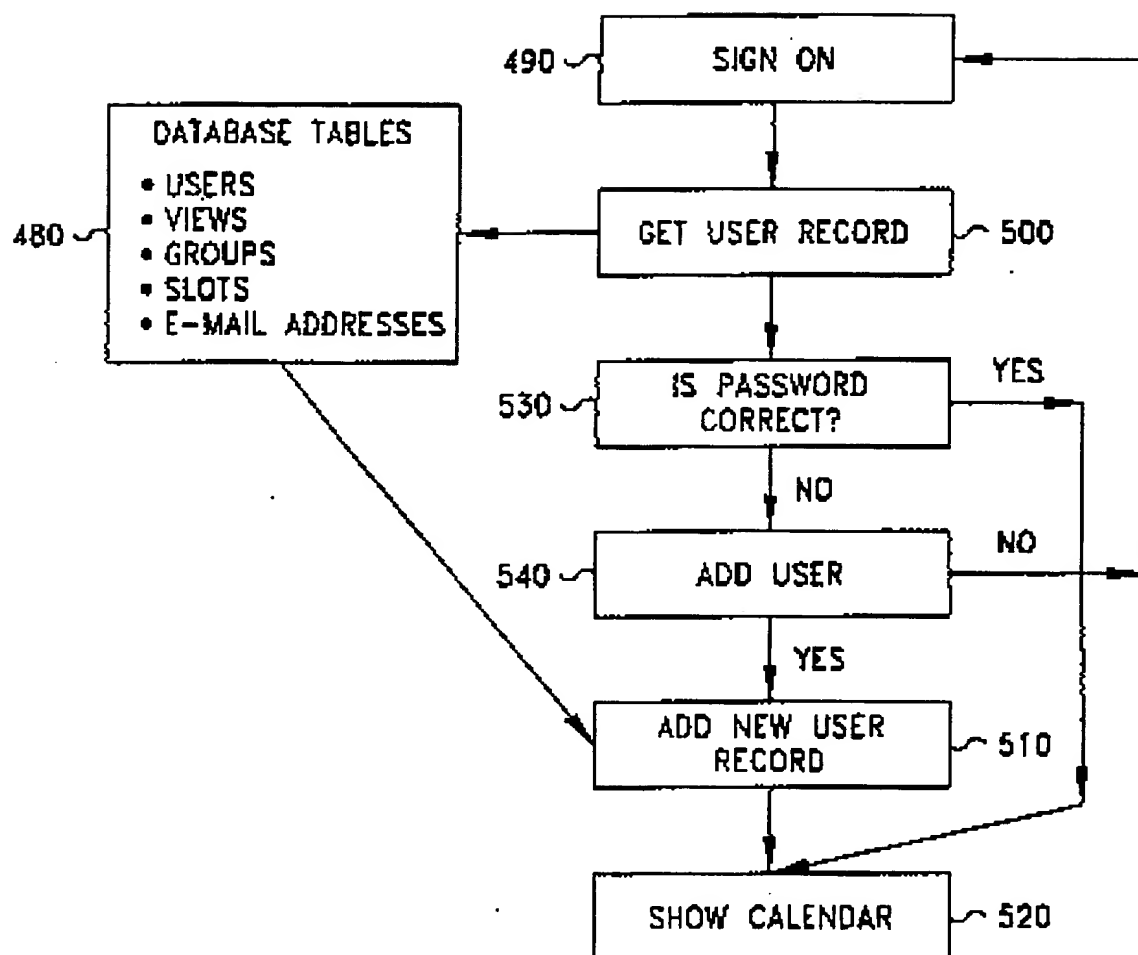 490
SIGN ON
DATABASE TABLES
• USERS
• VIEWS
• GROUPS
• SLOTS
• E-MAIL ADDRESSES
480
GET USER RECORD
500
530
IS PASSWORD
CORRECT?
YES
NO
540
ADD USER
NO
YES
ADD NEW USER
RECORD
510
SHOW CALENDAR
520